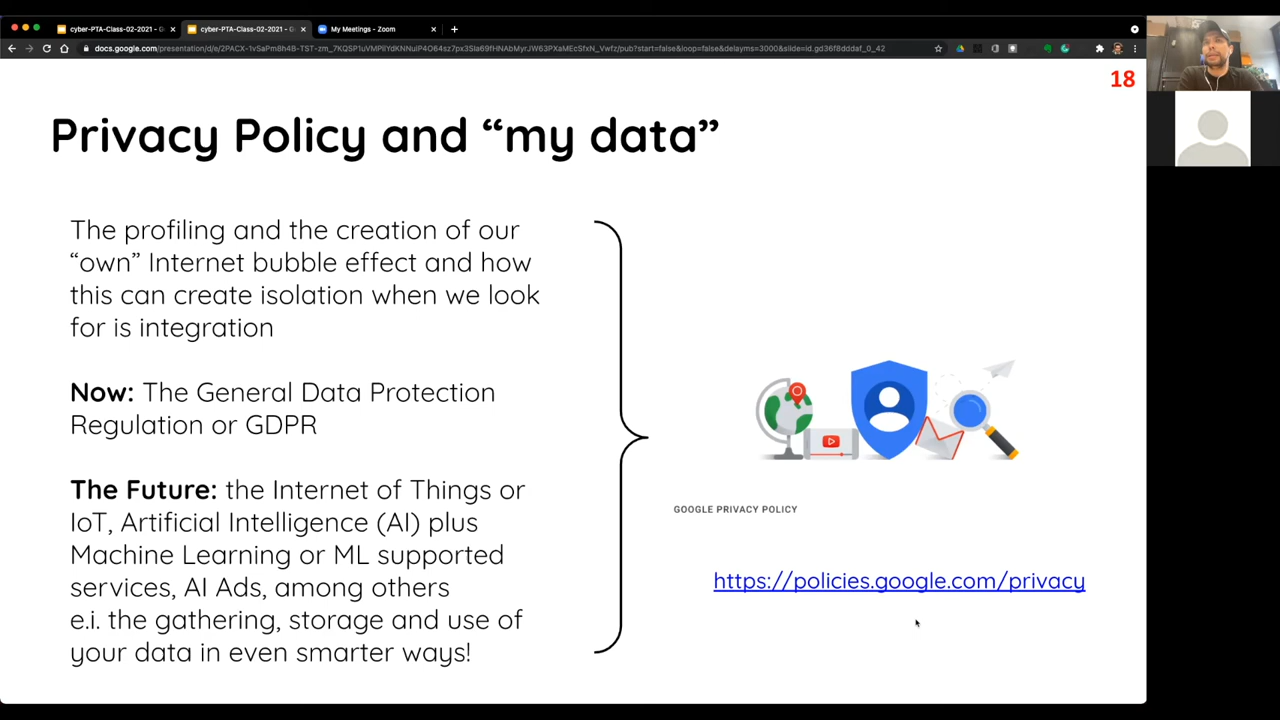 cyber-PTA-Class-02-2021 - G
cyber-PTA-Class-02-2021 - G
My Meetings - Zoom
docs.google.com/presentation/d/e/2PACX-1vSaPm8h4B-TST-zm_7KQSP1uVMPilYdKNNuiP4O64sz7px3Sla69fHNAbMyrJW63PXaMEcSfxN_Vwfz/pub?start=false&loop=false&delayms=3000&slide=id.gd36f8dddaf_0_42
18
Privacy Policy and “my data”
The profiling and the creation of our
“own” Internet bubble effect and how
this can create isolation when we look
for is integration
Now: The General Data Protection
Regulation or GDPR
The Future: the Internet of Things or
IoT, Artificial Intelligence (AI) plus
Machine Learning or ML supported
services, AI Ads, among others
e.i. the gathering, storage and use of
your data in even smarter ways!
GOOGLE PRIVACY POLICY
https://policies.google.com/privacy